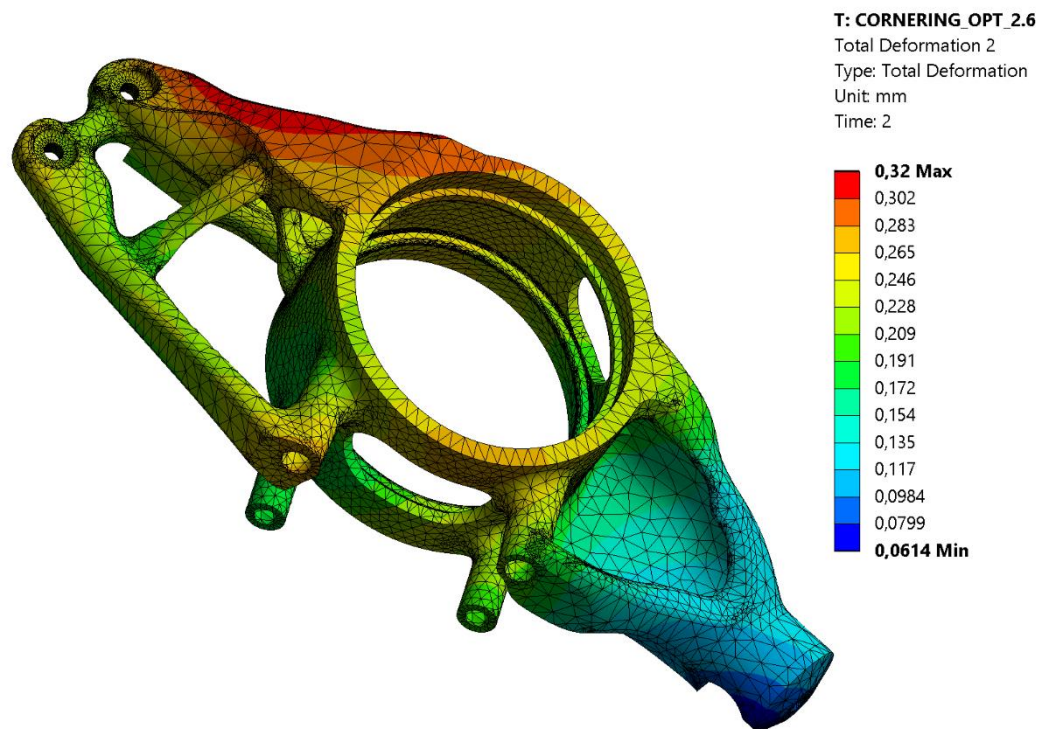 T: CORNERING_OPT_2.6
Total Deformation 2
Type: Total Deformation
Unit: mm
Time: 2
0,32 Max
0,302
0,283
0,265
0,246
0,228
0,209
0,191
0,172
0,154
0,135
0,117
0,0984
0,0799
0,0614 Min